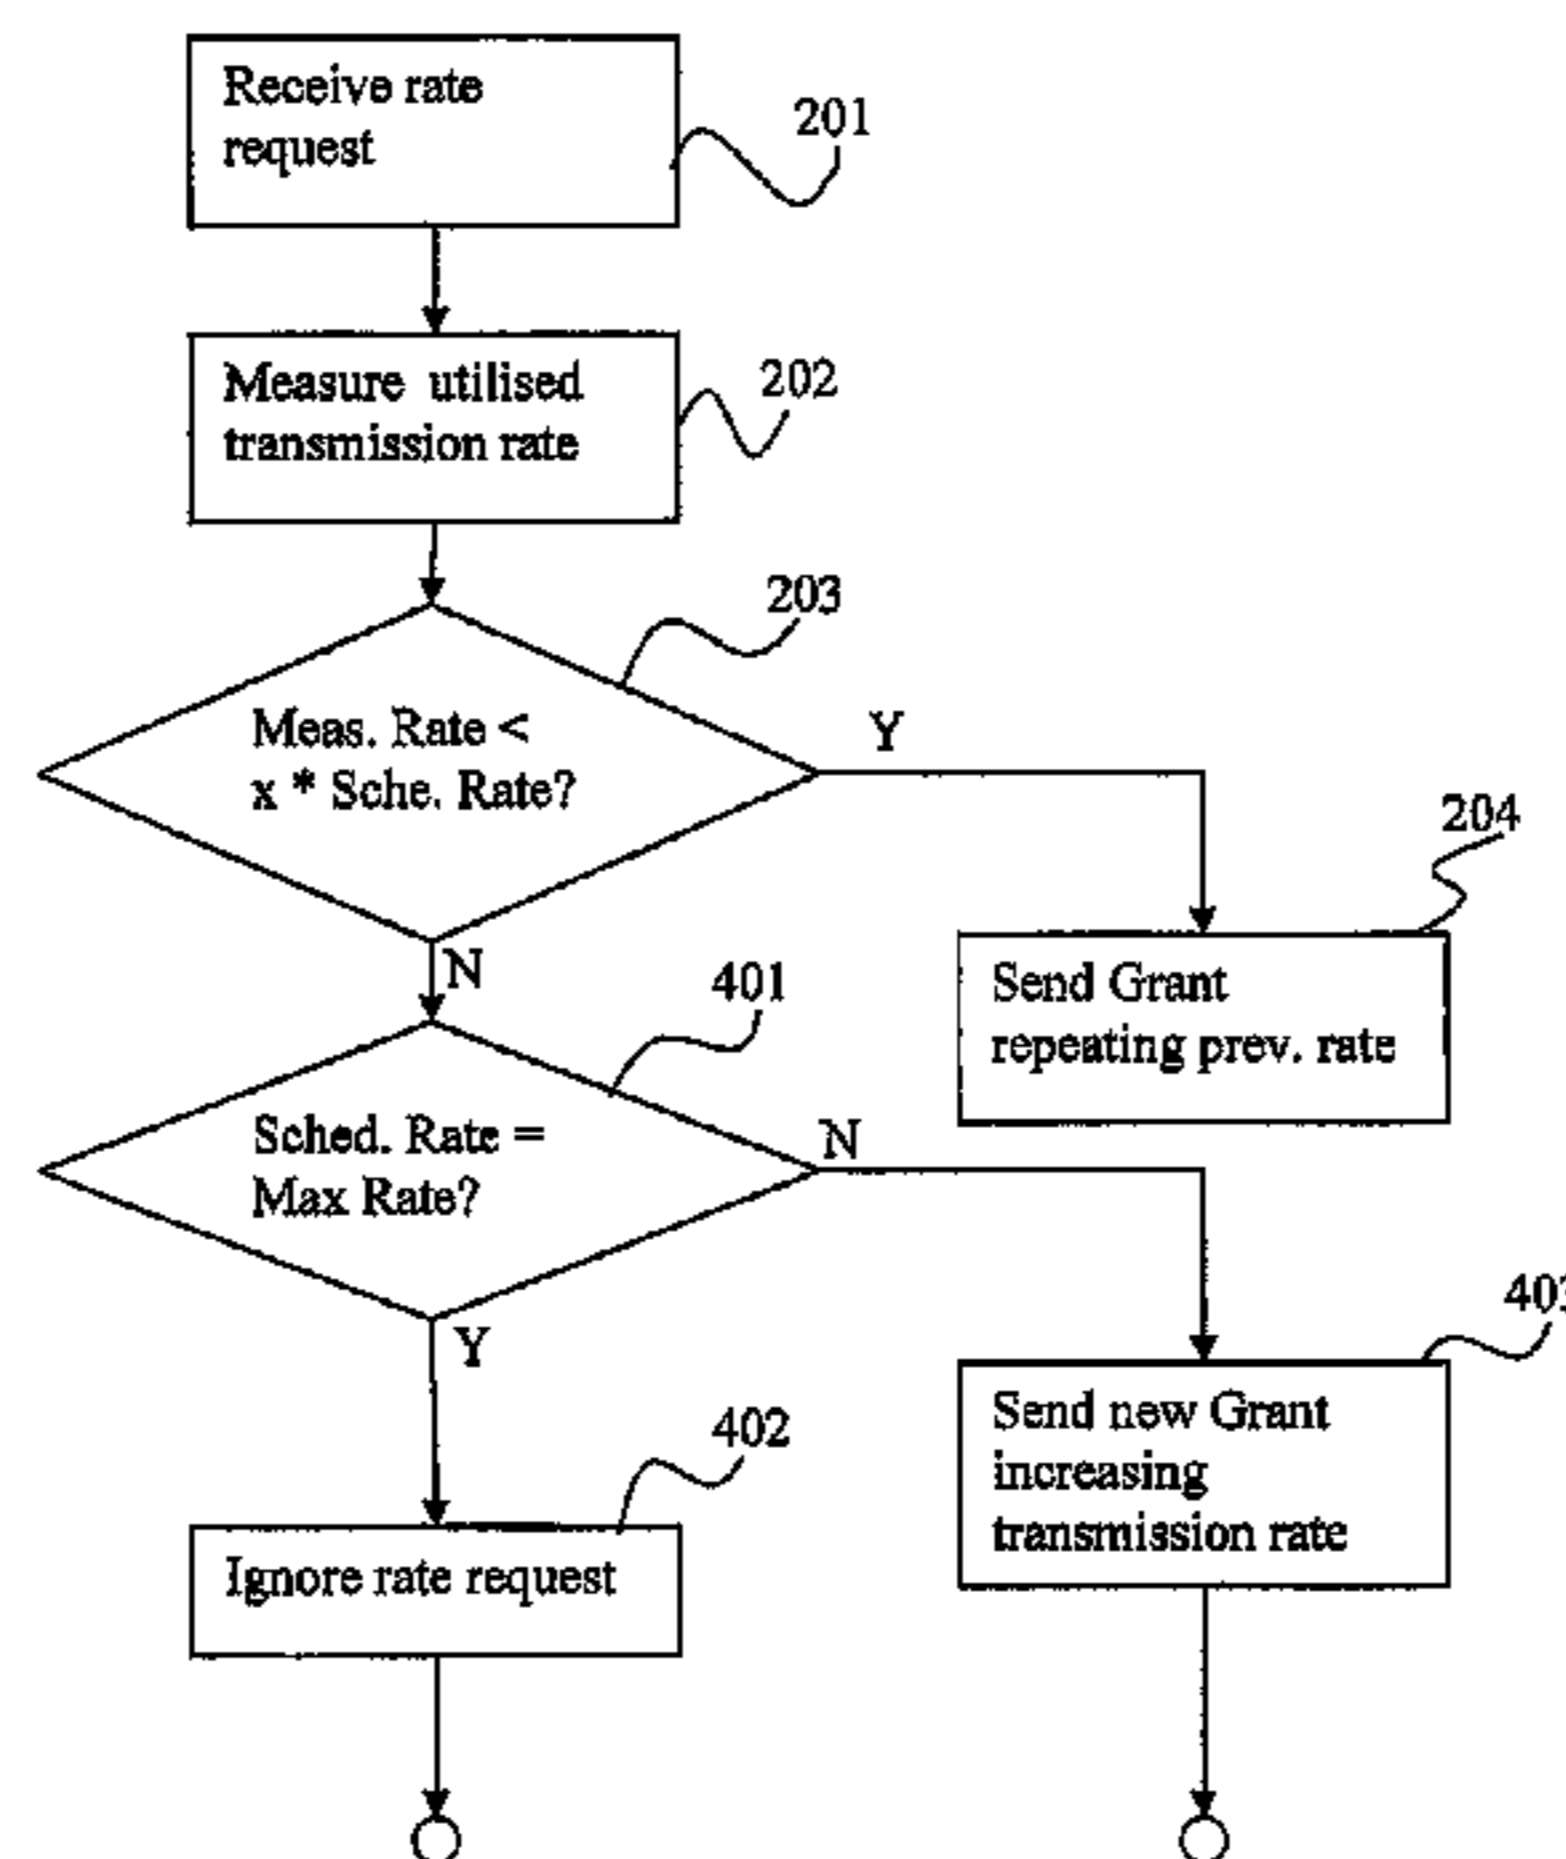 Receive rate
request
201
Measure utilised
transmission rate
202
203
Meas. Rate <
x * Sche. Rate?
Y
204
Send Grant
repeating prev. rate
N
401
Sched. Rate =
Max Rate?
N
403
Send new Grant
increasing
transmission rate
Y
402
Ignore rate request